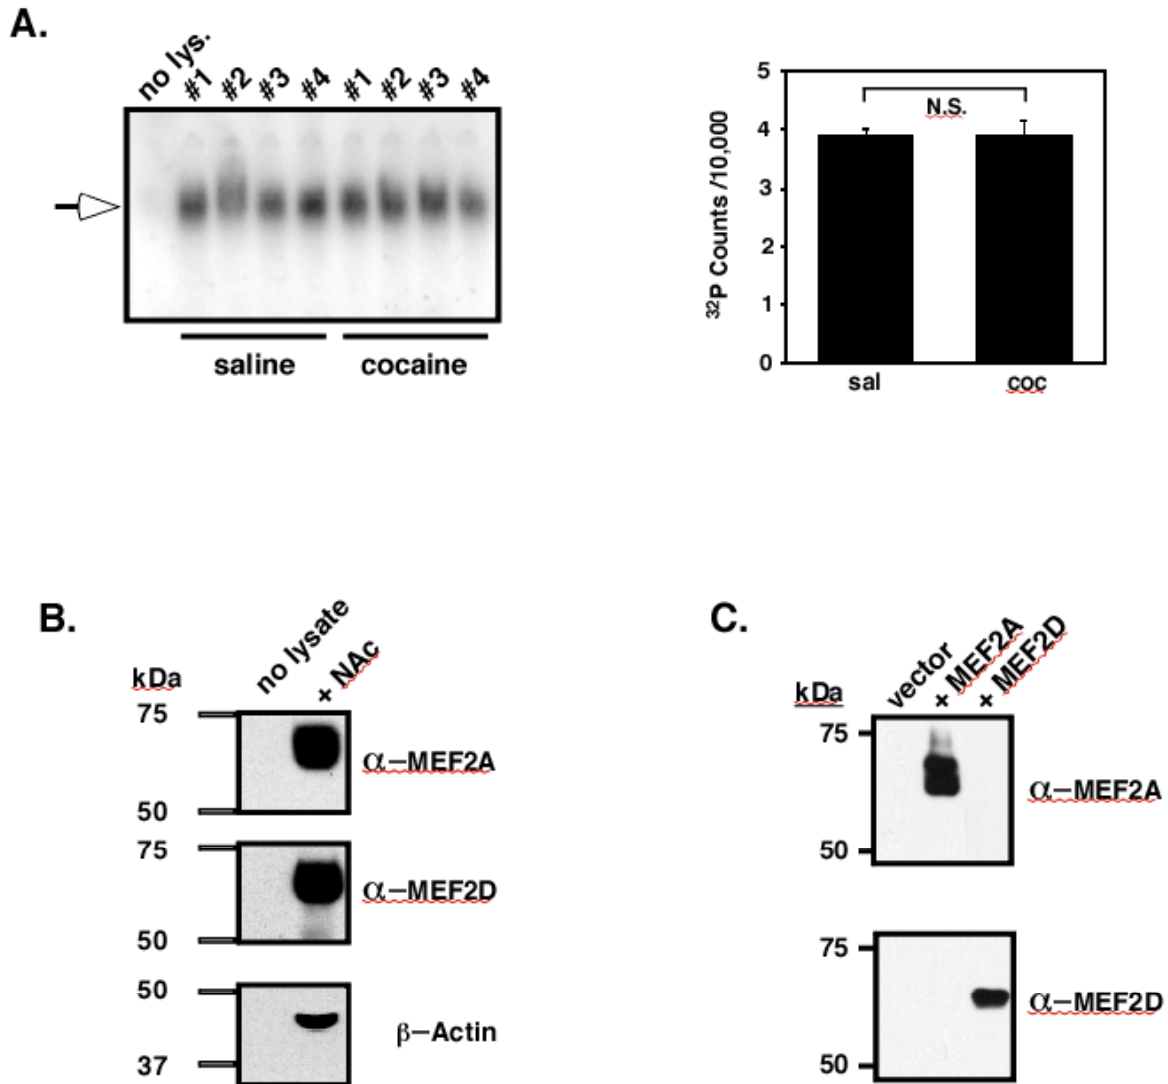 A.
no lys.
#1 #2 #3 #4 #1 #2 #3 #4
saline cocaine
5
4
3
2
1
0
³²P Counts /10,000
N.S.
sal coc
B.
no lysate
+ NAc
kDa
75
50
α−MEF2A
75
50
α−MEF2D
50
37
β−Actin
C.
vector
+ MEF2A
+ MEF2D
kDa
75
50
α−MEF2A
75
50
α−MEF2D